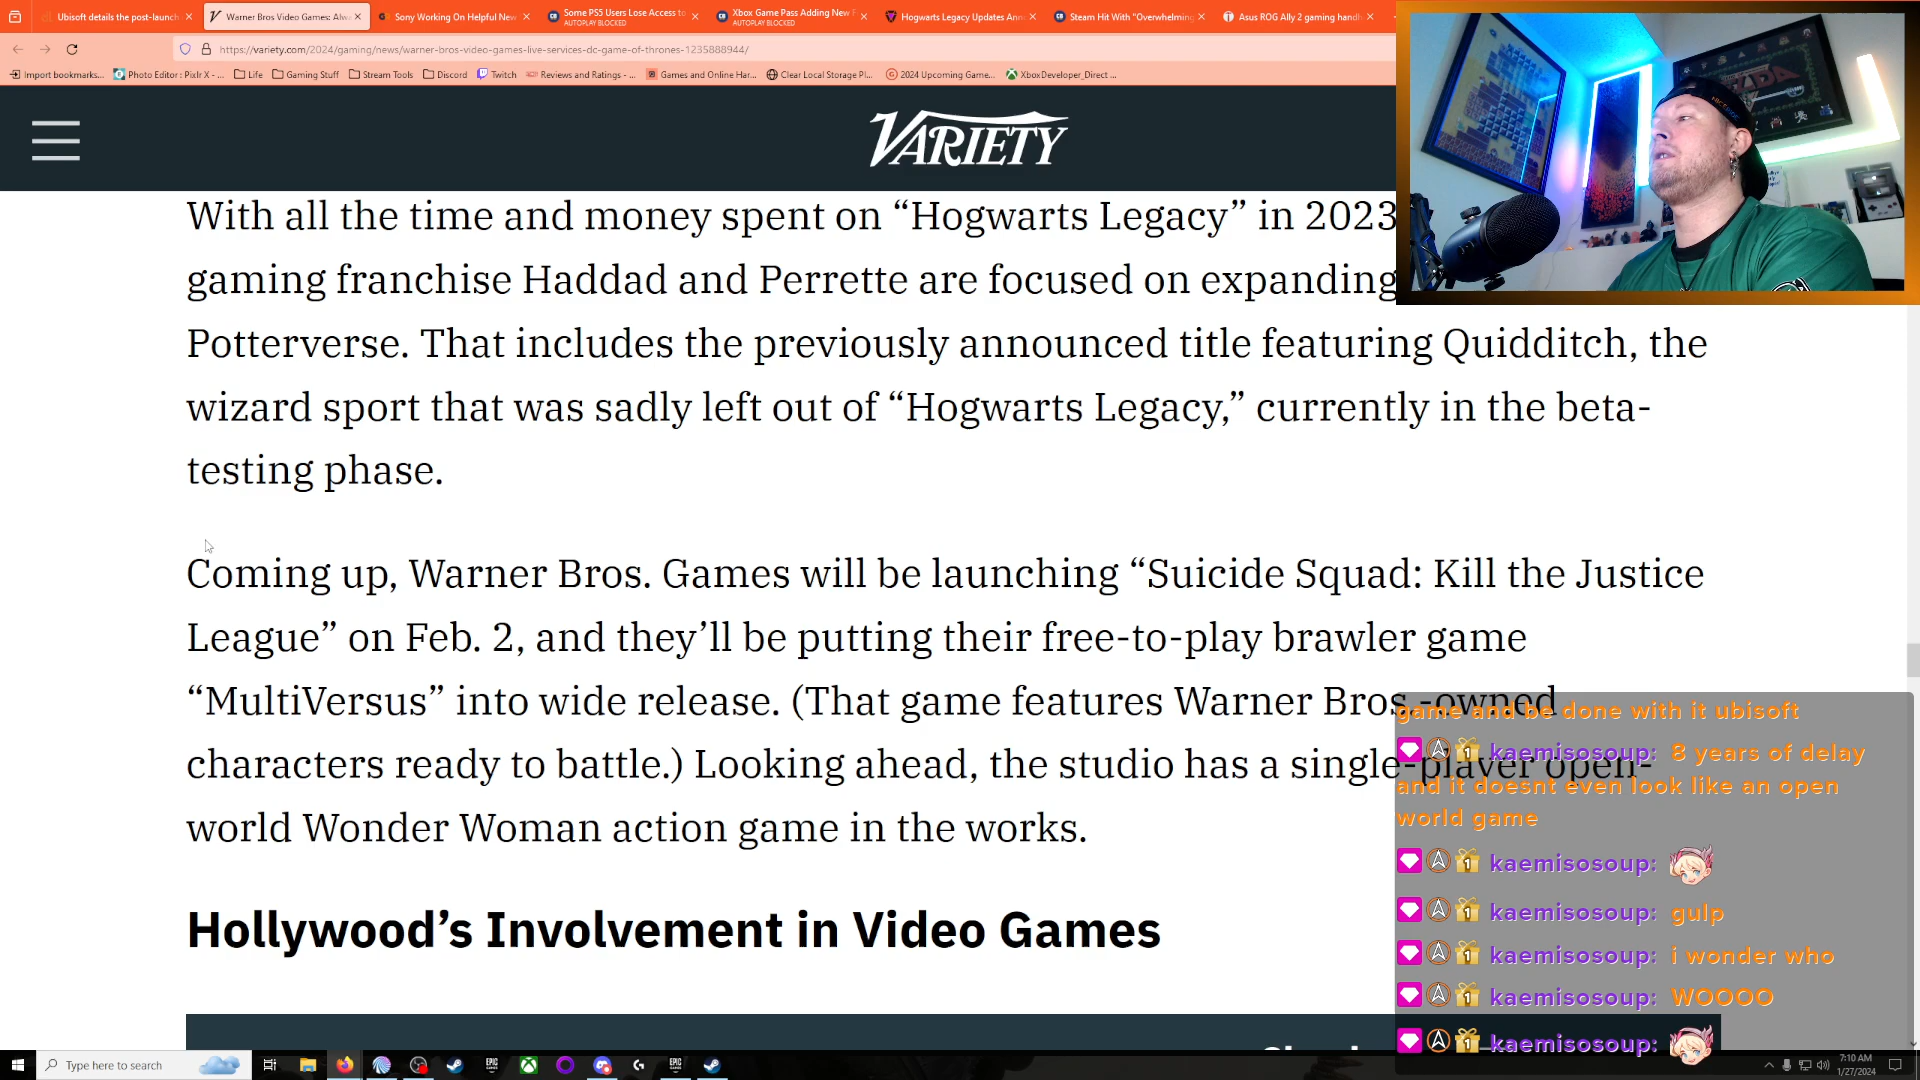 Ubisoft details the post-launch
Warner Bros Video Games: Alw
Sony Working On Helpful New
Some PS5 Users Lose Access to
AUTOPLAY BLOCKED
Xbox Game Pass Adding New F
AUTOPLAY BLOCKED
Hogwarts Legacy Updates Ann
Steam Hit With "Overwhelming
Asus ROG Ally 2 gaming handh
https://variety.com/2024/gaming/news/warner-bros-video-games-live-services-dc-game-of-thrones-1235888944/
Import bookmarks...
Photo Editor : Pixlr X - ...
Life
Gaming Stuff
Stream Tools
Discord
Twitch
Reviews and Ratings - ...
Games and Online Har...
Clear Local Storage Pl...
2024 Upcoming Game...
XboxDeveloper_Direct ...
VARIETY
With all the time and money spent on “Hogwarts Legacy” in 2023
gaming franchise Haddad and Perrette are focused on expanding
Potterverse. That includes the previously announced title featuring Quidditch, the
wizard sport that was sadly left out of “Hogwarts Legacy,” currently in the beta-
testing phase.
Coming up, Warner Bros. Games will be launching “Suicide Squad: Kill the Justice
League” on Feb. 2, and they’ll be putting their free-to-play brawler game
“MultiVersus” into wide release. (That game features Warner Bros.-owned
characters ready to battle.) Looking ahead, the studio has a single-player open-
world Wonder Woman action game in the works.
Hollywood’s Involvement in Video Games
game and be done with it ubisoft
kaemisosoup: 8 years of delay
and it doesnt even look like an open
world game
kaemisosoup:
kaemisosoup: gulp
kaemisosoup: i wonder who
kaemisosoup: WOOOO
kaemisosoup:
Type here to search
7:10 AM
1/27/2024